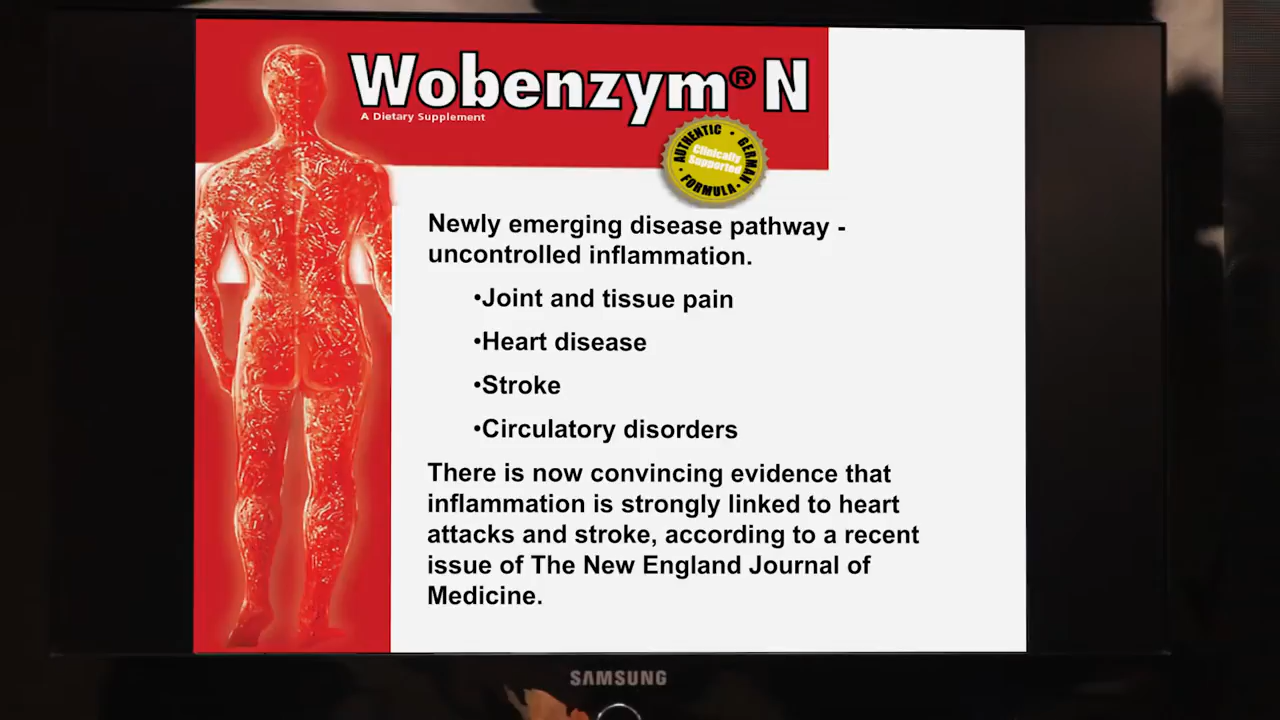 Wobenzym® N
A Dietary Supplement
AUTHENTIC • GERMAN • FORMULA •
Clinically
Supported
Newly emerging disease pathway -
uncontrolled inflammation.
•Joint and tissue pain
•Heart disease
•Stroke
•Circulatory disorders
There is now convincing evidence that
inflammation is strongly linked to heart
attacks and stroke, according to a recent
issue of The New England Journal of
Medicine.
SAMSUNG